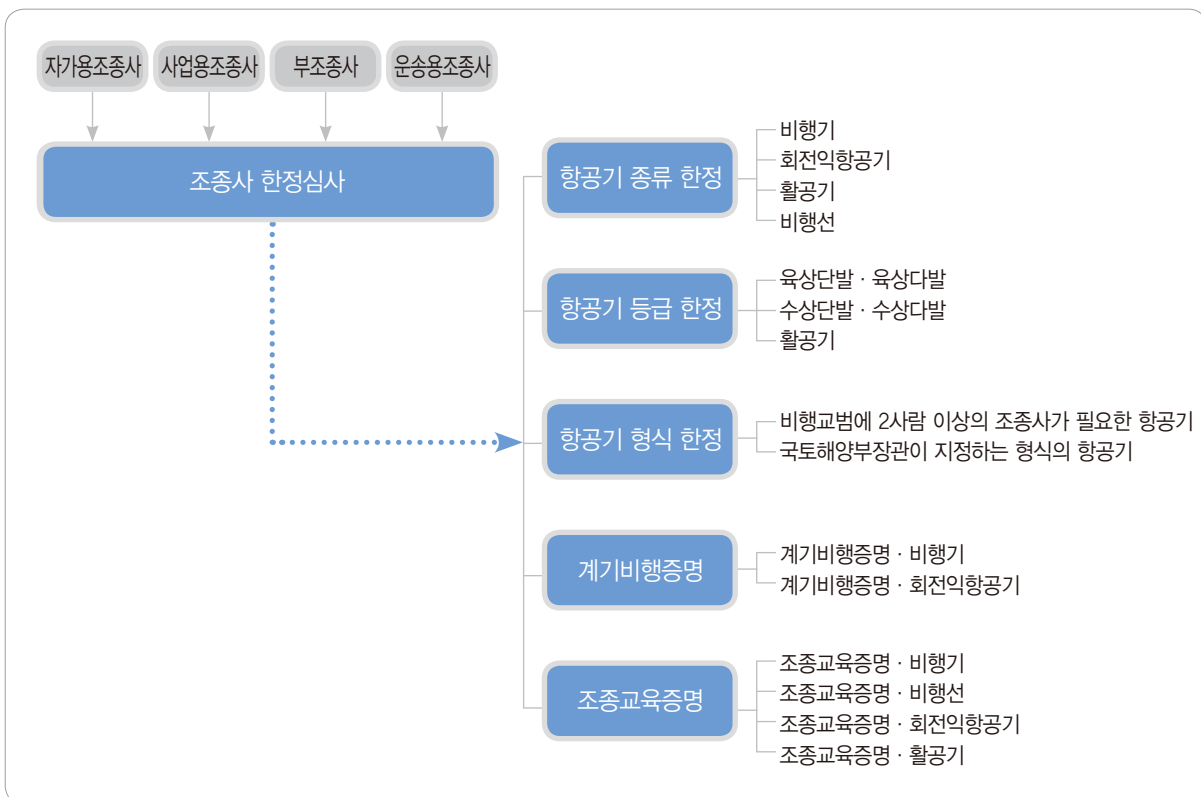 자가용조종사 사업용조종사 부조종사 운송용조종사
조종사 한정심사
항공기 종류 한정
비행기
회전익항공기
활공기
비행선
항공기 등급 한정
육상단발 · 육상다발
수상단발 · 수상다발
활공기
항공기 형식 한정
비행교범에 2사람 이상의 조종사가 필요한 항공기
국토해양부장관이 지정하는 형식의 항공기
계기비행증명
계기비행증명 · 비행기
계기비행증명 · 회전익항공기
조종교육증명
조종교육증명 · 비행기
조종교육증명 · 비행선
조종교육증명 · 회전익항공기
조종교육증명 · 활공기